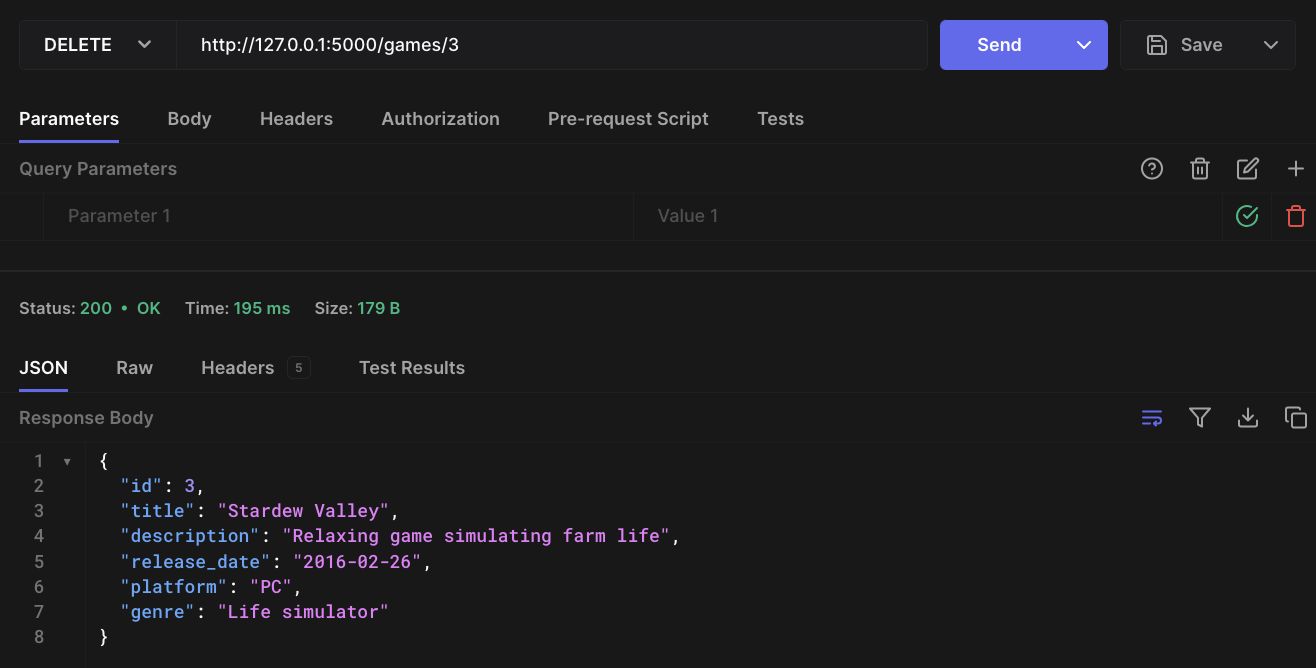 DELETE http://127.0.0.1:5000/games/3 Send Save
Parameters Body Headers Authorization Pre-request Script Tests
Query Parameters
Parameter 1 Value 1
Status: 200 • OK Time: 195 ms Size: 179 B
JSON Raw Headers 5 Test Results
Response Body
1 {
2 "id": 3,
3 "title": "Stardew Valley",
4 "description": "Relaxing game simulating farm life",
5 "release_date": "2016-02-26",
6 "platform": "PC",
7 "genre": "Life simulator"
8 }